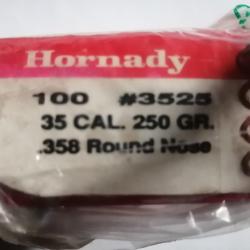 Hornady
100 #3525
35 CAL. 250 GR.
.358 Round Nose